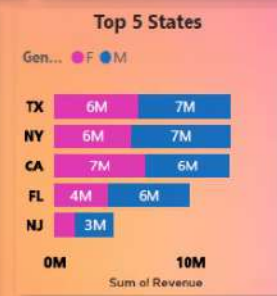 Top 5 States
Gen... F M
TX 6M 7M
NY 6M 7M
CA 7M 6M
FL 4M 6M
NJ 3M
0M 10M
Sum of Revenue